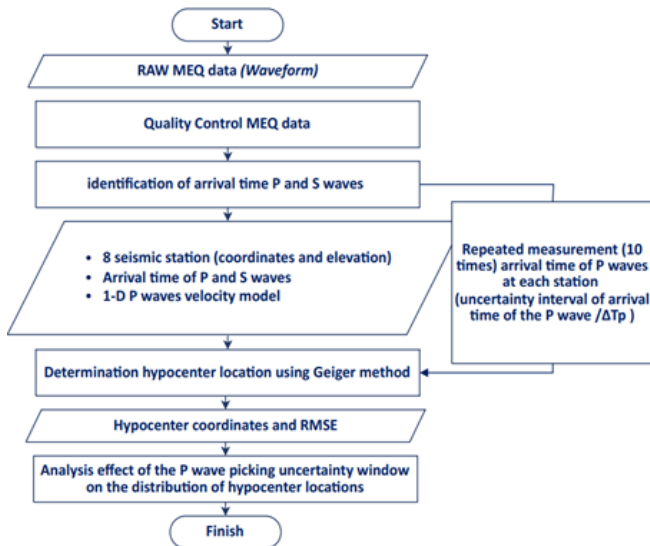 Start
RAW MEQ data (Waveform)
Quality Control MEQ data
identification of arrival time P and S waves
• 8 seismic station (coordinates and elevation)
• Arrival time of P and S waves
• 1-D P waves velocity model
Repeated measurement (10
times) arrival time of P waves
at each station
(uncertainty interval of arrival
time of the P wave /ΔTp )
Determination hypocenter location using Geiger method
Hypocenter coordinates and RMSE
Analysis effect of the P wave picking uncertainty window
on the distribution of hypocenter locations
Finish